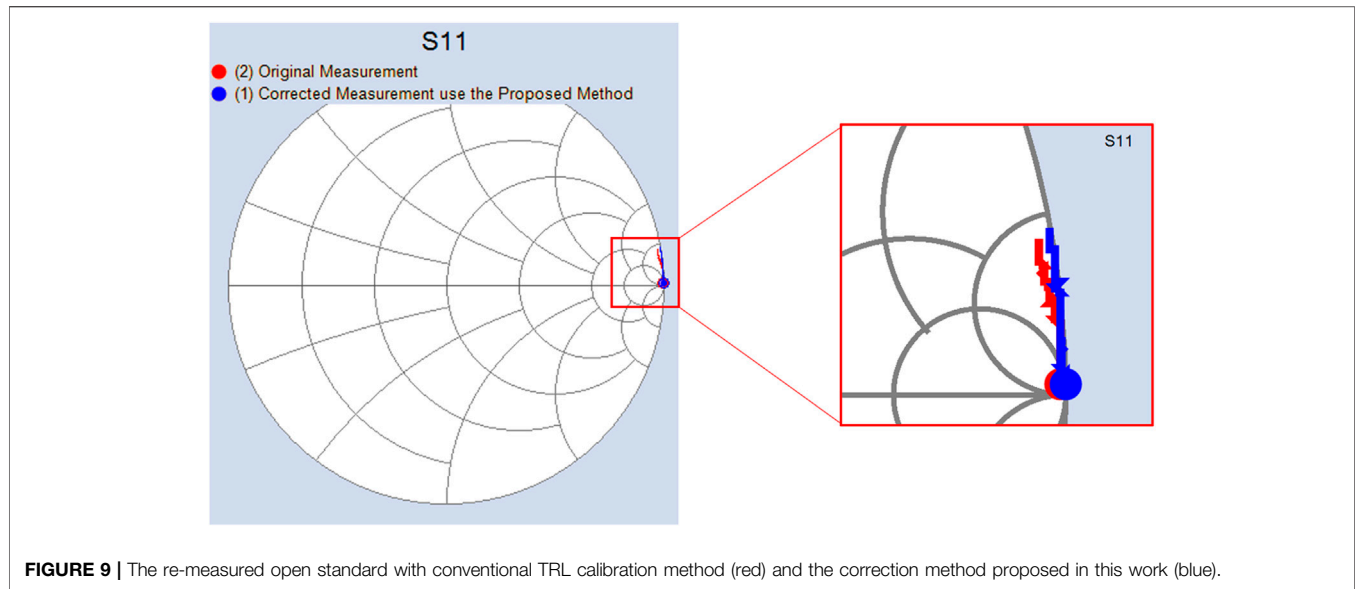 S11
(2) Original Measurement
(1) Corrected Measurement use the Proposed Method
S11
FIGURE 9 | The re-measured open standard with conventional TRL calibration method (red) and the correction method proposed in this work (blue).